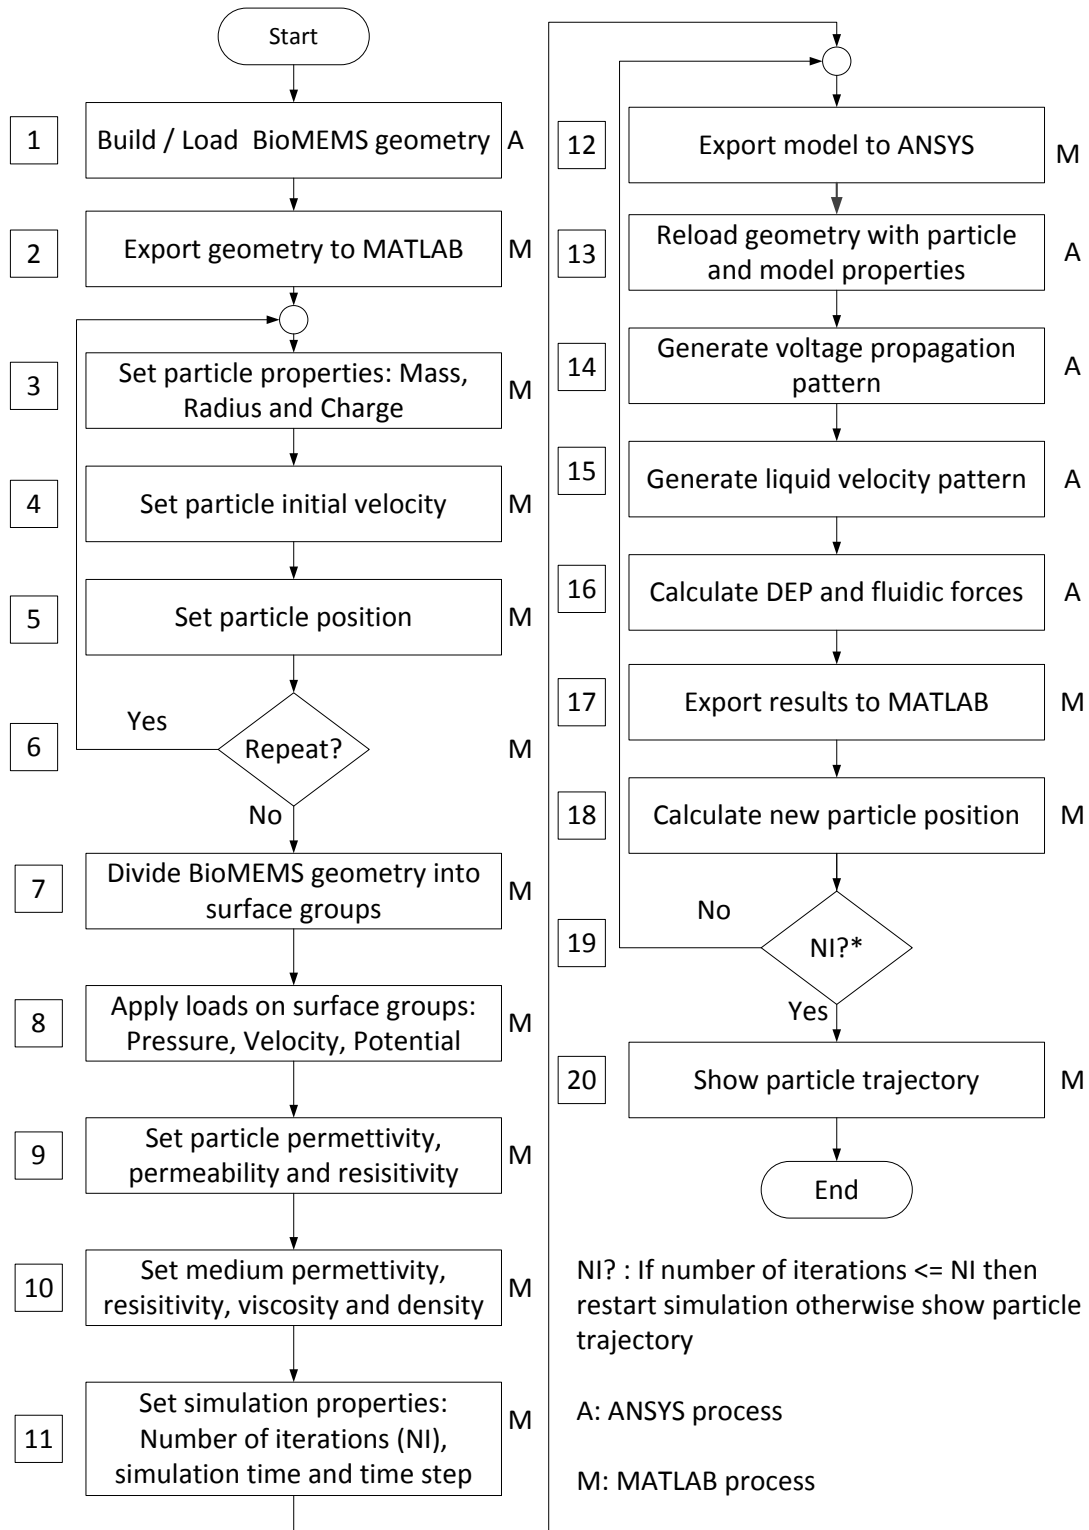 Start
1
Build / Load BioMEMS geometry
A
2
Export geometry to MATLAB
M
3
Set particle properties: Mass,
Radius and Charge
M
4
Set particle initial velocity
M
5
Set particle position
M
Yes
6
Repeat?
M
No
7
Divide BioMEMS geometry into
surface groups
M
8
Apply loads on surface groups:
Pressure, Velocity, Potential
M
9
Set particle permettivity,
permeability and resisitivity
M
10
Set medium permettivity,
resisitivity, viscosity and density
M
11
Set simulation properties:
Number of iterations (NI),
simulation time and time step
M
12
Export model to ANSYS
M
13
Reload geometry with particle
and model properties
A
14
Generate voltage propagation
pattern
A
15
Generate liquid velocity pattern
A
16
Calculate DEP and fluidic forces
A
17
Export results to MATLAB
M
18
Calculate new particle position
M
No
19
NI?*
Yes
20
Show particle trajectory
M
End
NI? : If number of iterations <= NI then
restart simulation otherwise show particle
trajectory
A: ANSYS process
M: MATLAB process